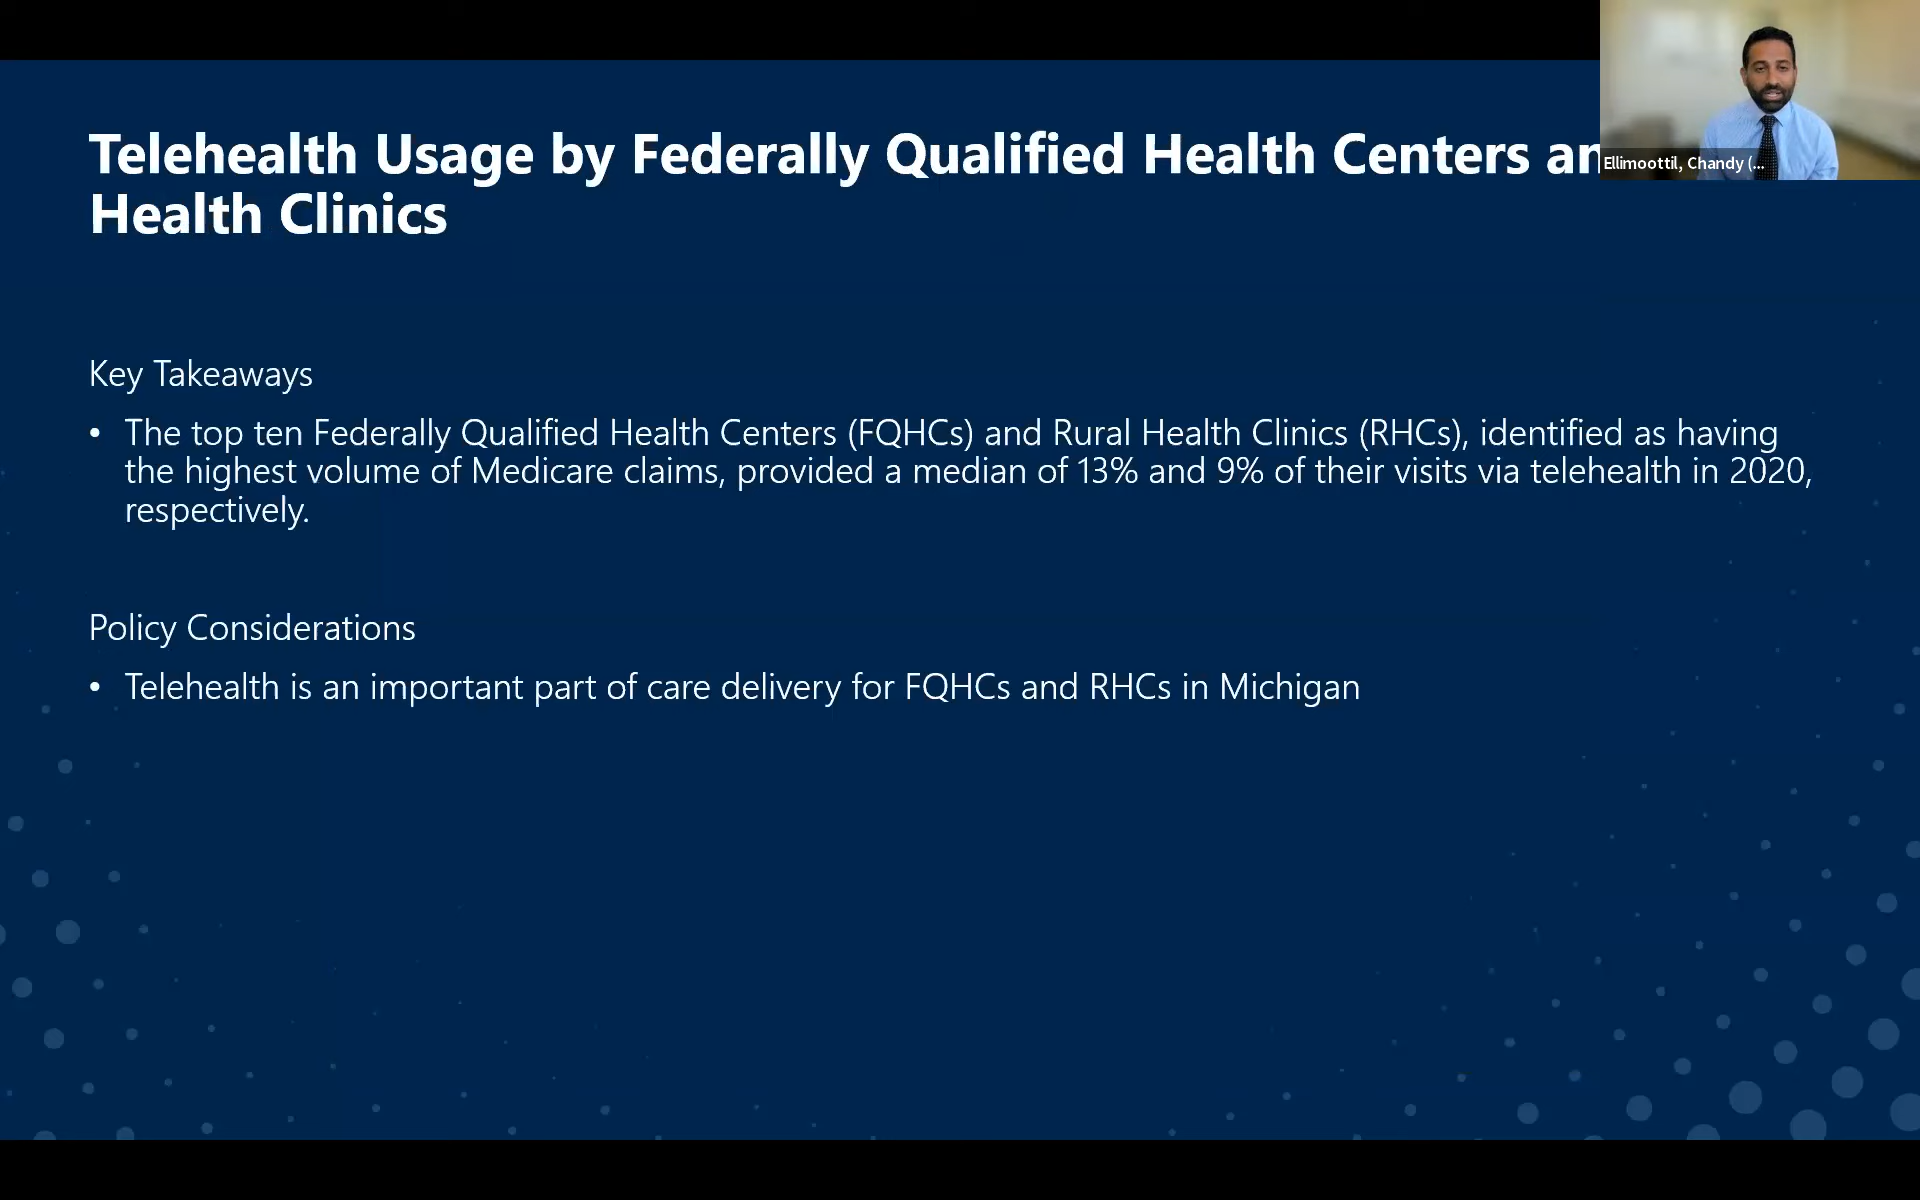 Telehealth Usage by Federally Qualified Health Centers an
Health Clinics
Ellimoottil, Chandy (...
Key Takeaways
• The top ten Federally Qualified Health Centers (FQHCs) and Rural Health Clinics (RHCs), identified as having
the highest volume of Medicare claims, provided a median of 13% and 9% of their visits via telehealth in 2020,
respectively.
Policy Considerations
• Telehealth is an important part of care delivery for FQHCs and RHCs in Michigan